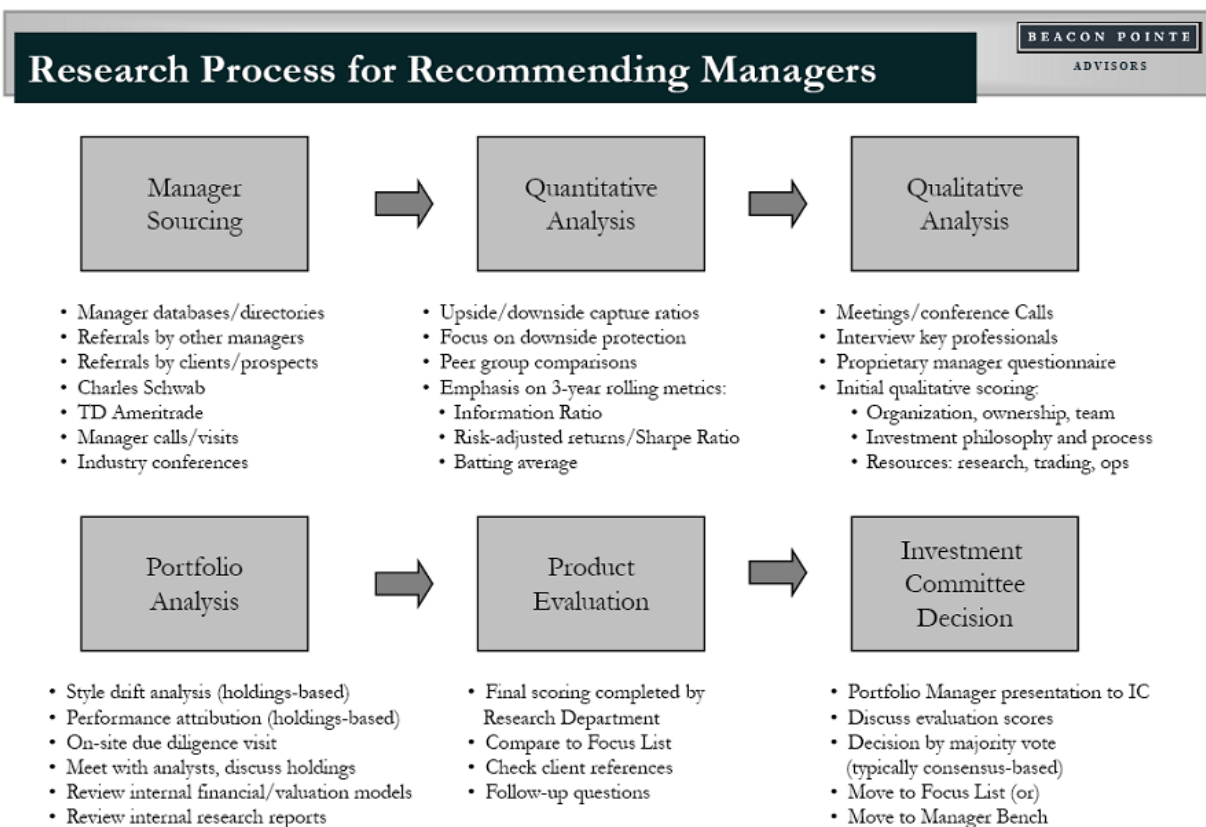 BEACON POINTE
ADVISORS
Research Process for Recommending Managers
Manager
Sourcing
• Manager databases/directories
• Referrals by other managers
• Referrals by clients/prospects
• Charles Schwab
• TD Ameritrade
• Manager calls/visits
• Industry conferences
Quantitative
Analysis
• Upside/downside capture ratios
• Focus on downside protection
• Peer group comparisons
• Emphasis on 3-year rolling metrics:
• Information Ratio
• Risk-adjusted returns/Sharpe Ratio
• Batting average
Qualitative
Analysis
• Meetings/conference Calls
• Interview key professionals
• Proprietary manager questionnaire
• Initial qualitative scoring:
• Organization, ownership, team
• Investment philosophy and process
• Resources: research, trading, ops
Portfolio
Analysis
• Style drift analysis (holdings-based)
• Performance attribution (holdings-based)
• On-site due diligence visit
• Meet with analysts, discuss holdings
• Review internal financial/valuation models
• Review internal research reports
Product
Evaluation
• Final scoring completed by
Research Department
• Compare to Focus List
• Check client references
• Follow-up questions
Investment
Committee
Decision
• Portfolio Manager presentation to IC
• Discuss evaluation scores
• Decision by majority vote
(typically consensus-based)
• Move to Focus List (or)
• Move to Manager Bench